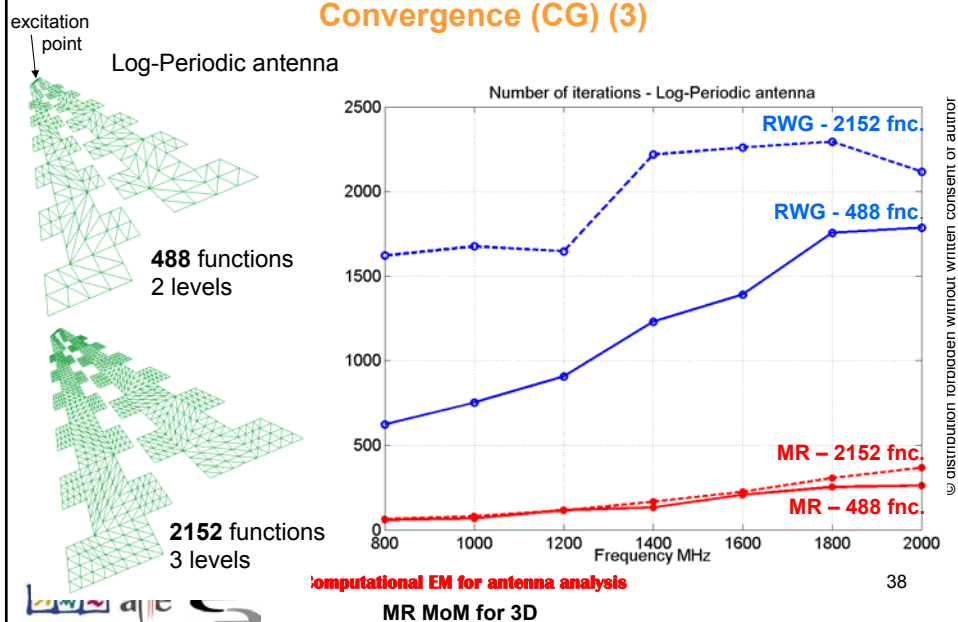 Convergence (CG) (3)
excitation
point
Log-Periodic antenna
488 functions
2 levels
2152 functions
3 levels
Number of iterations - Log-Periodic antenna
2500
2000
1500
1000
500
0
RWG - 2152 fnc.
RWG - 488 fnc.
MR – 2152 fnc.
MR – 488 fnc.
800 1000 1200 1400 1600 1800 2000
Frequency MHz
© distribution prohibited without written consent of author
omputational EM for antenna analysis
MR MoM for 3D
38